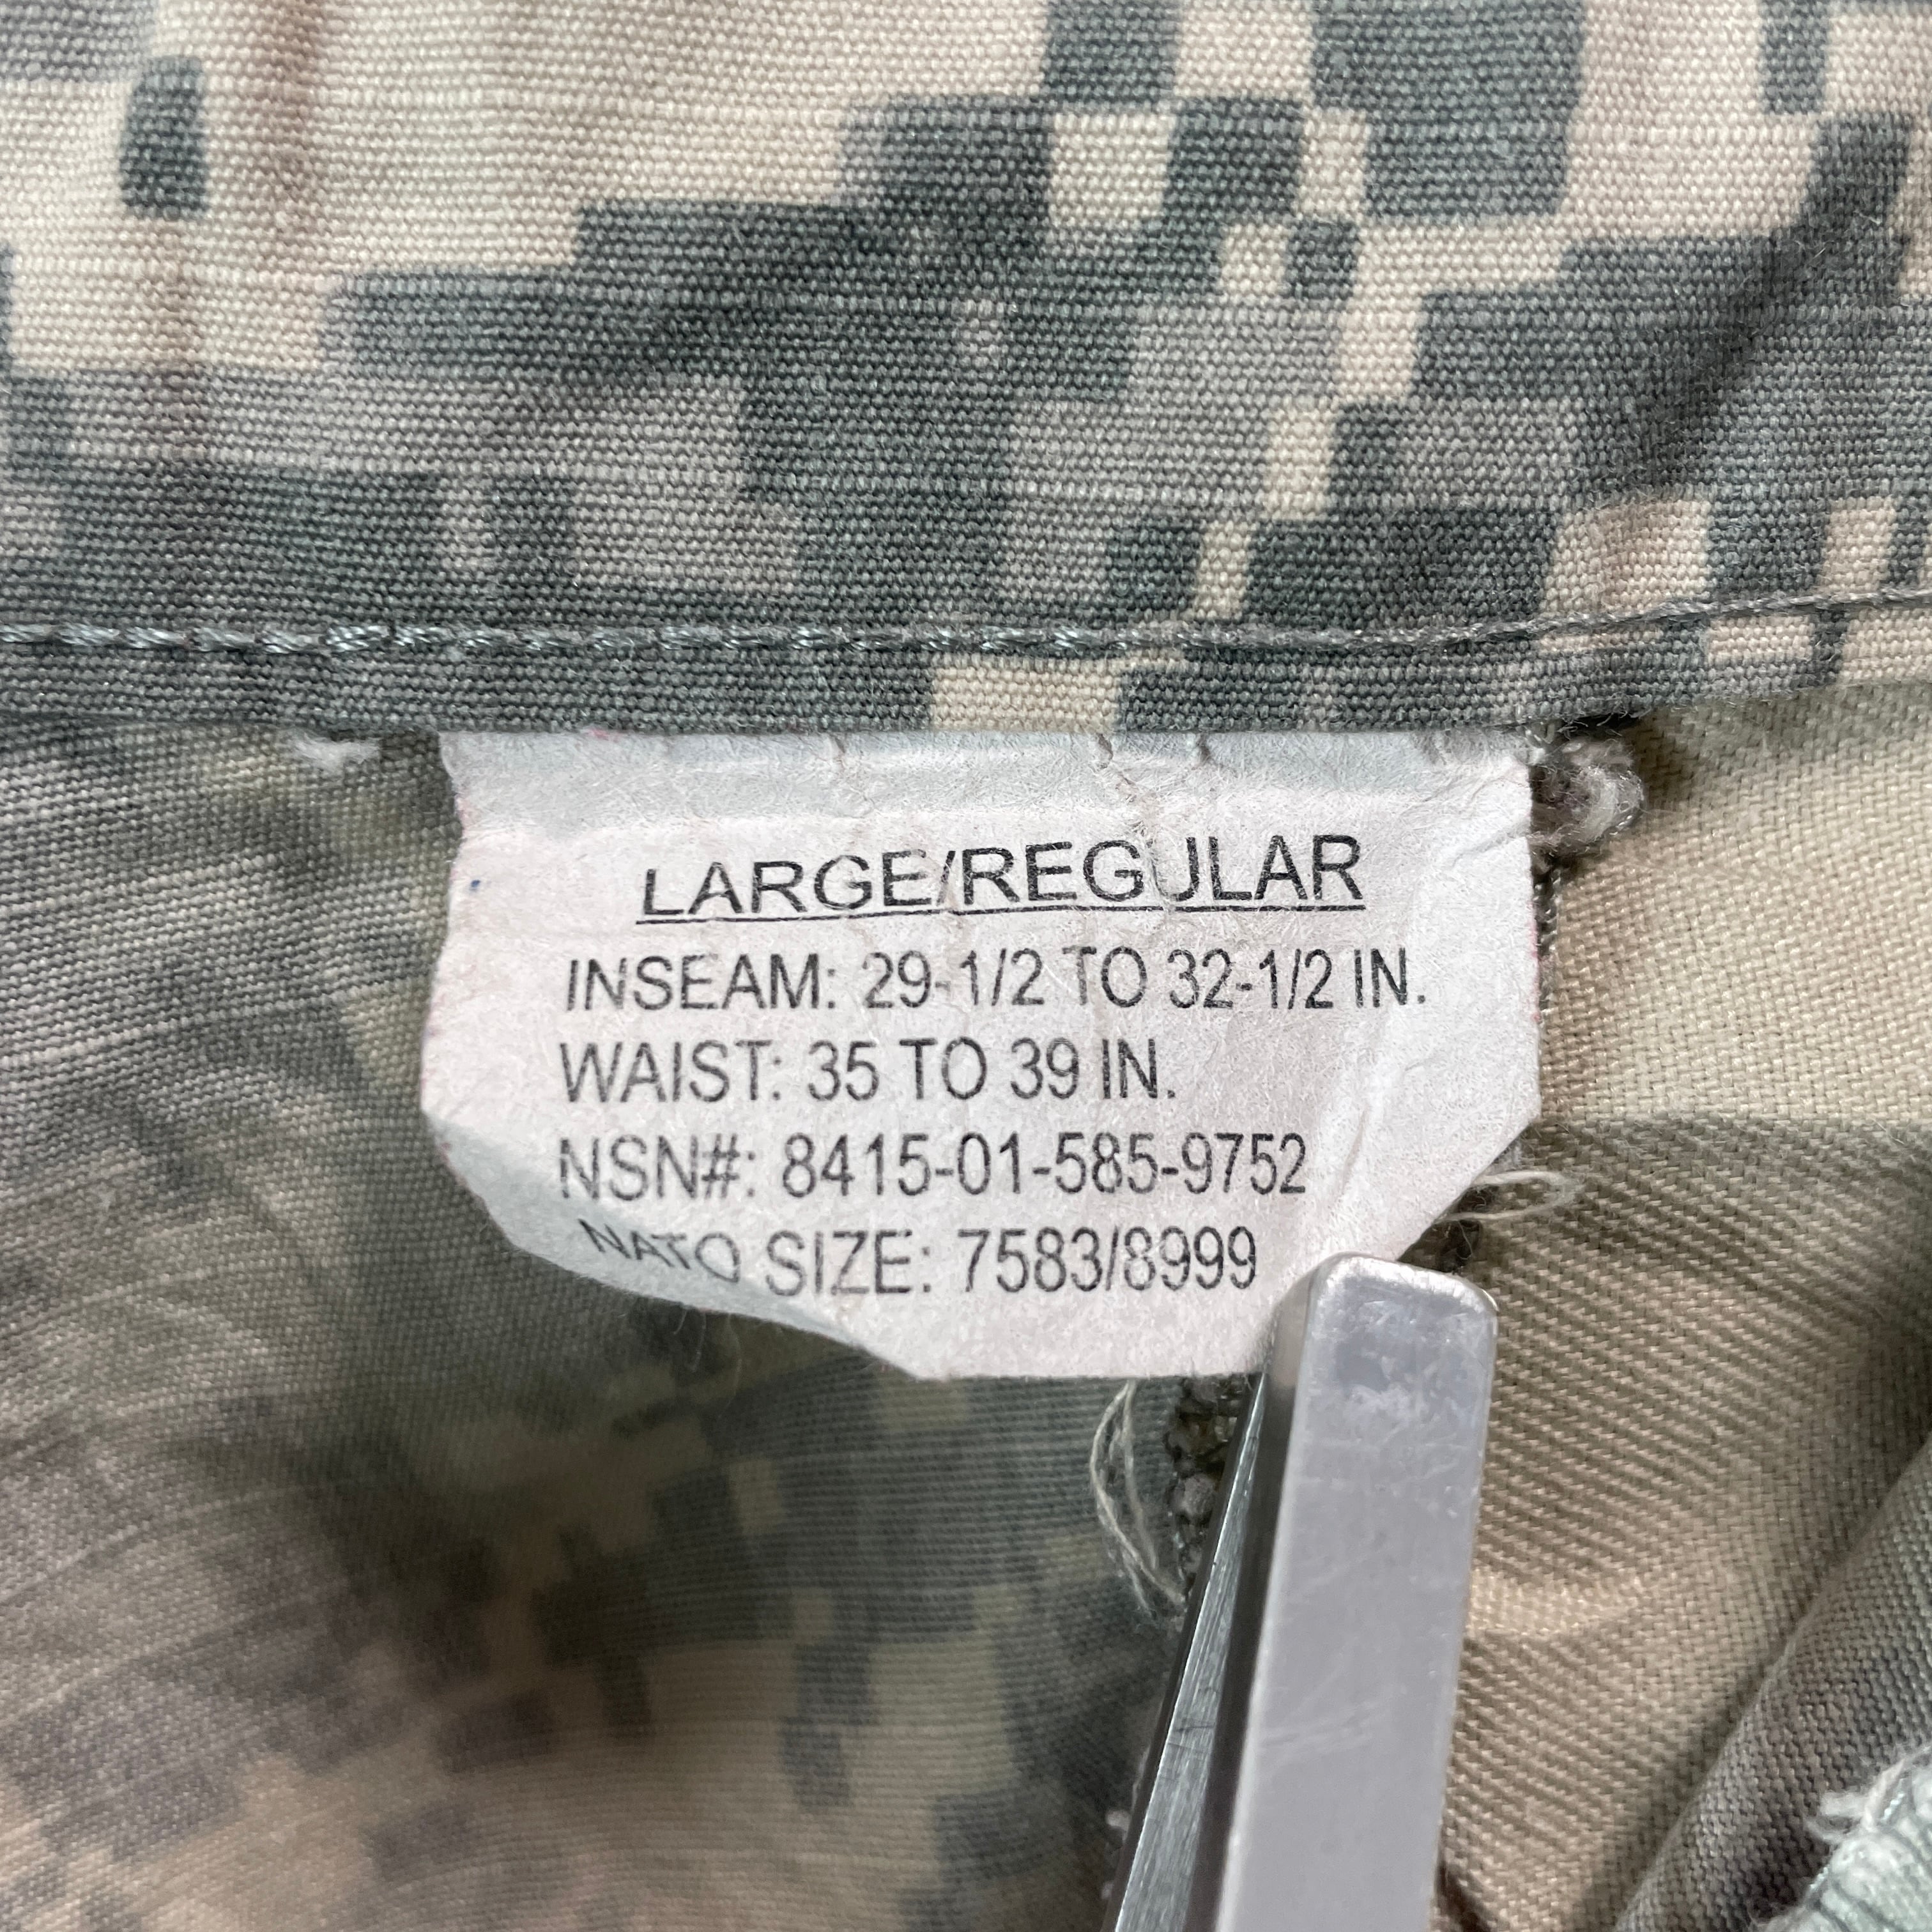 LARGE/REGULAR
INSEAM: 29-1/2 TO 32-1/2 IN.
WAIST: 35 TO 39 IN.
NSN#: 8415-01-585-9752
NATO SIZE: 7583/8999